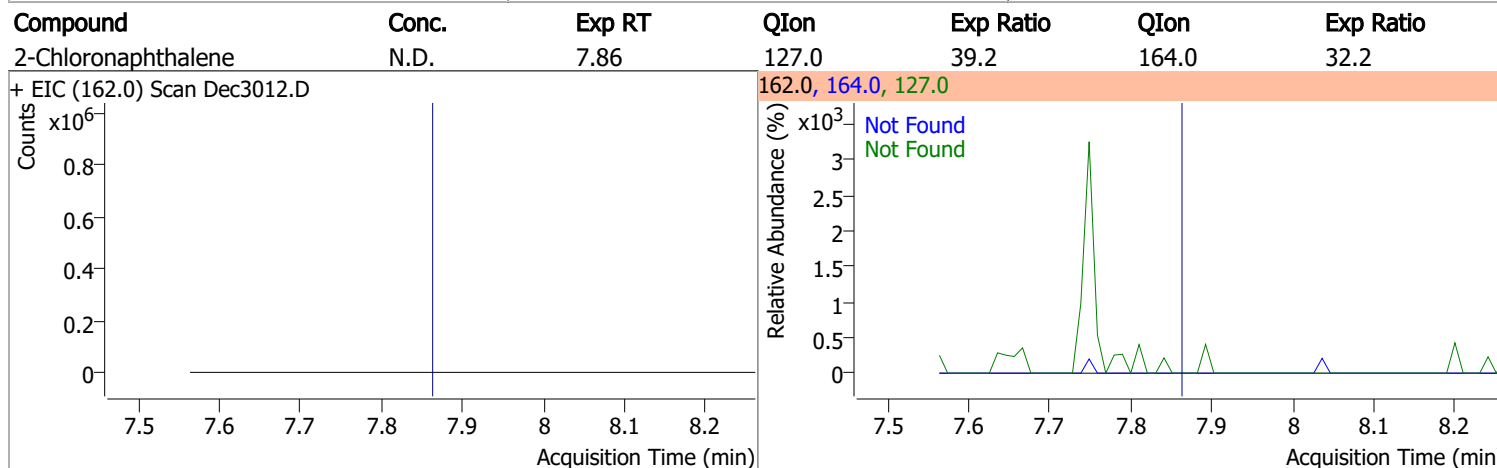 Compound Conc. Exp RT QIon Exp Ratio QIon Exp Ratio
2-Chloronaphthalene N.D. 7.86 127.0 39.2 164.0 32.2
+ EIC (162.0) Scan Dec3012.D
Counts
x10⁶
0.8
0.6
0.4
0.2
0
7.5 7.6 7.7 7.8 7.9 8 8.1 8.2
Acquisition Time (min)
162.0, 164.0, 127.0
Relative Abundance (%)
x10³
Not Found
Not Found
3
2.5
2
1.5
1
0.5
0
7.5 7.6 7.7 7.8 7.9 8 8.1 8.2
Acquisition Time (min